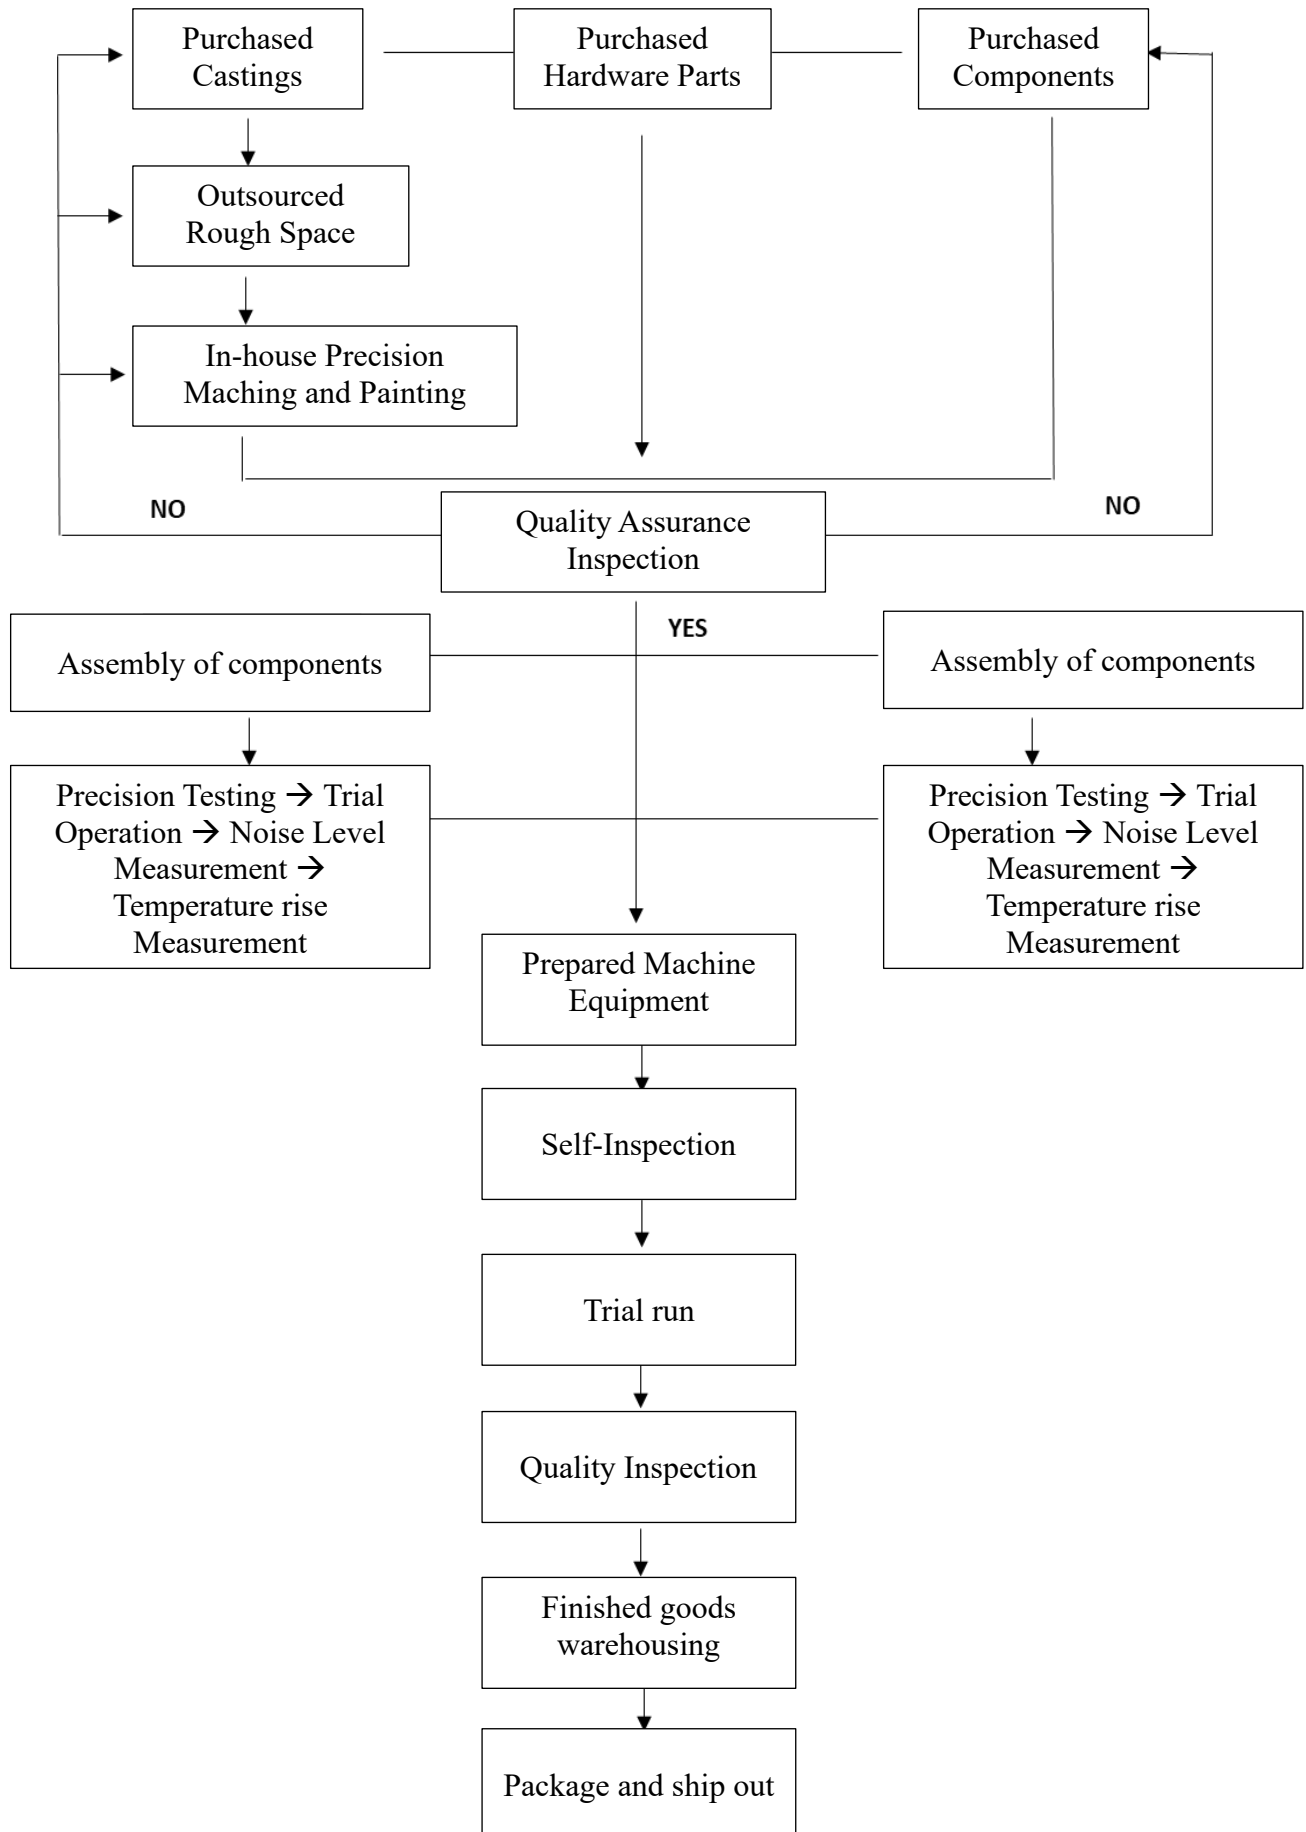 Purchased
Castings
Purchased
Hardware Parts
Purchased
Components
Outsourced
Rough Space
In-house Precision
Maching and Painting
NO
NO
Quality Assurance
Inspection
YES
Assembly of components
Assembly of components
Precision Testing → Trial
Operation → Noise Level
Measurement →
Temperature rise
Measurement
Precision Testing → Trial
Operation → Noise Level
Measurement →
Temperature rise
Measurement
Prepared Machine
Equipment
Self-Inspection
Trial run
Quality Inspection
Finished goods
warehousing
Package and ship out